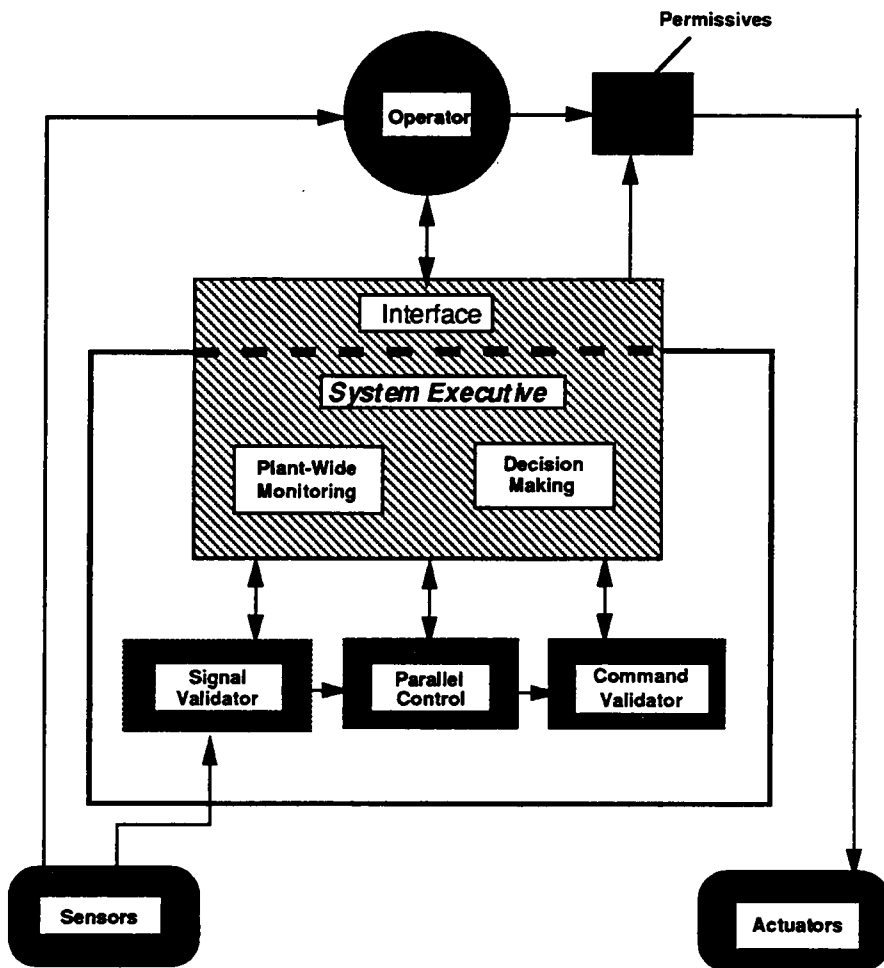 Permissives
Operator
Interface
System Executive
Plant-Wide
Monitoring
Decision
Making
Signal
Validator
Parallel
Control
Command
Validator
Sensors
Actuators